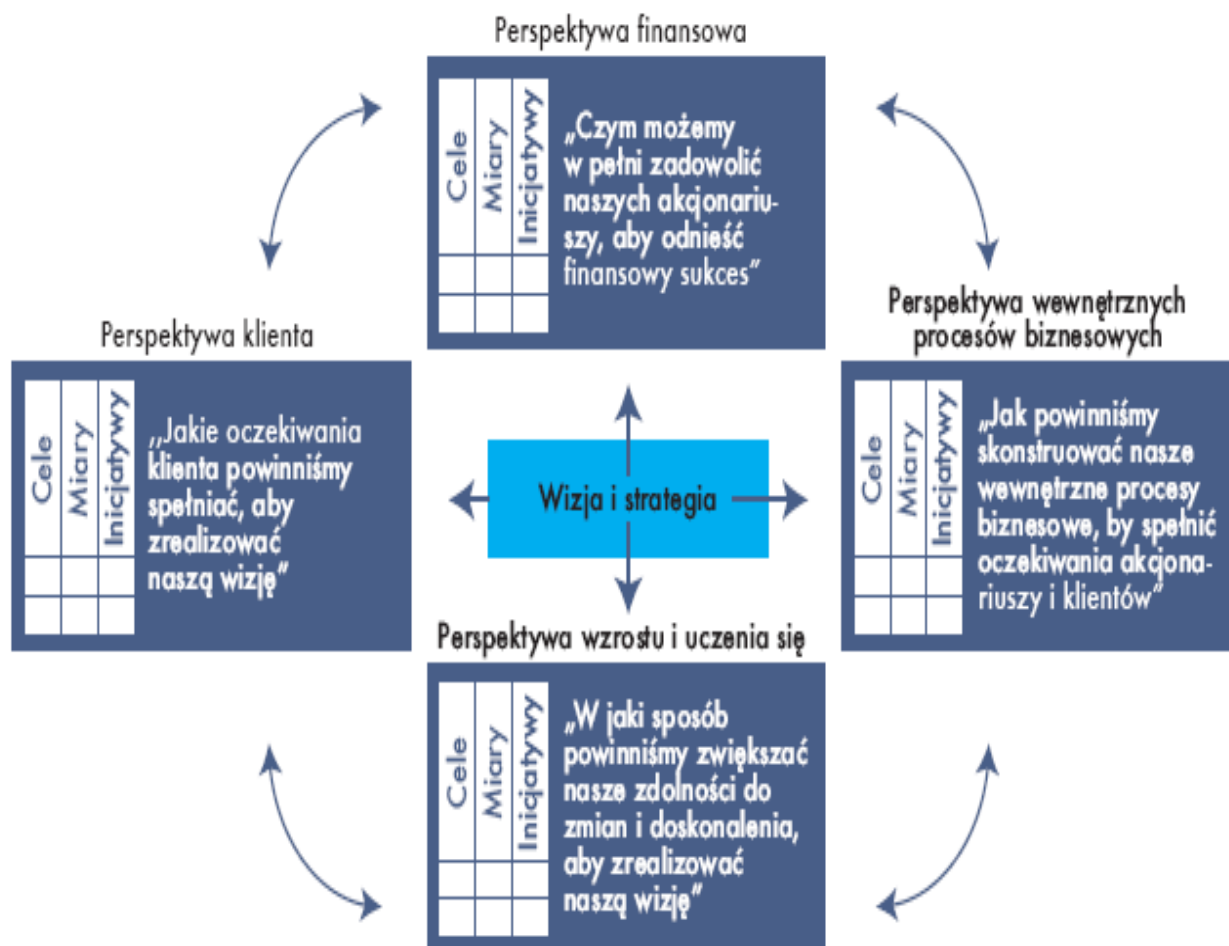 Perspektywa finansowa
Cele
Miary
Inicjatywy
„Czym możemy
w pełni zadowolić
naszych akcjonariu-
szy, aby odnieść
finansowy sukces”
Perspektywa klienta
Cele
Miary
Inicjatywy
,,Jakie oczekiwania
klienta powinniśmy
spełniać, aby
zrealizować
naszą wizję”
Wizja i strategia
Perspektywa wewnętrznych
procesów biznesowych
Cele
Miary
Inicjatywy
„Jak powinniśmy
skonstruować nasze
wewnętrzne procesy
biznesowe, by spełnić
oczekiwania akcjona-
riuszy i klientów”
Perspektywa wzrostu i uczenia się
Cele
Miary
Inicjatywy
„W jaki sposób
powinniśmy zwiększać
nasze zdolności do
zmian i doskonalenia,
aby zrealizować
naszą wizję”